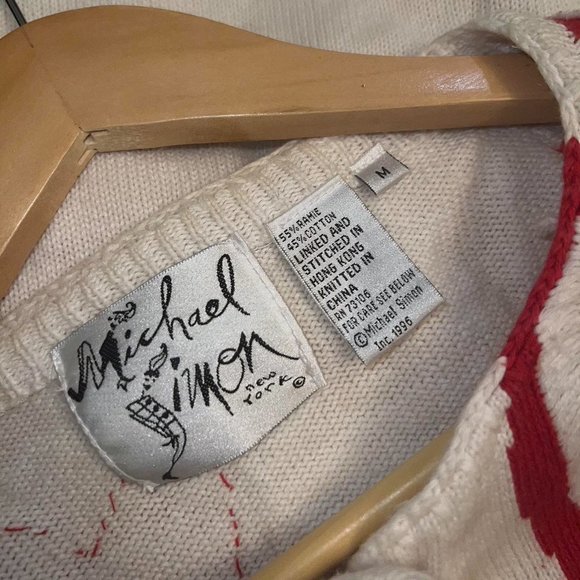 Michael
Simon
new
York ©
M
55%RAMIE
45%COTTON
LINKED AND
STITCHED IN
HONG KONG
KNITTED IN
CHINA
RN 73106
FOR CARE SEE BELOW
©Michael Simon
Inc. 1996